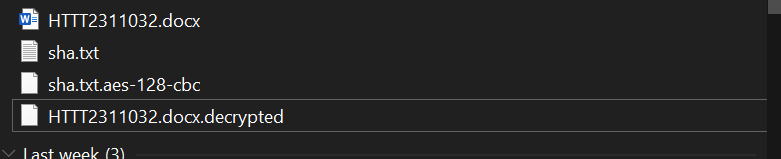 HTTT2311032.docx
sha.txt
sha.txt.aes-128-cbc
HTTT2311032.docx.decrypted
Last week (3)